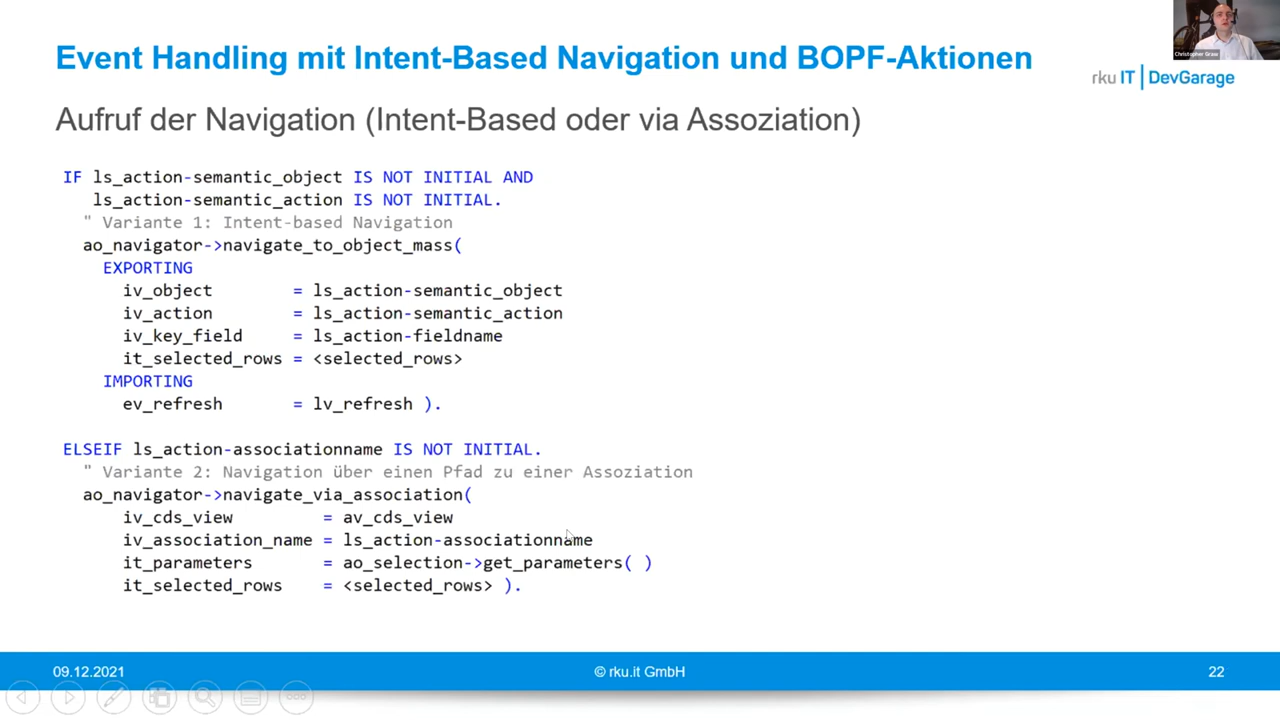 Event Handling mit Intent-Based Navigation und BOPF-Aktionen
rku IT | DevGarage
Aufruf der Navigation (Intent-Based oder via Assoziation)
IF ls_action-semantic_object IS NOT INITIAL AND
ls_action-semantic_action IS NOT INITIAL.
" Variante 1: Intent-based Navigation
ao_navigator->navigate_to_object_mass(
EXPORTING
iv_object = ls_action-semantic_object
iv_action = ls_action-semantic_action
iv_key_field = ls_action-fieldname
it_selected_rows = <selected_rows>
IMPORTING
ev_refresh = lv_refresh ).
ELSEIF ls_action-associationname IS NOT INITIAL.
" Variante 2: Navigation über einen Pfad zu einer Assoziation
ao_navigator->navigate_via_association(
iv_cds_view = av_cds_view
iv_association_name = ls_action-associationname
it_parameters = ao_selection->get_parameters( )
it_selected_rows = <selected_rows> ).
09.12.2021
© rku.it GmbH
22